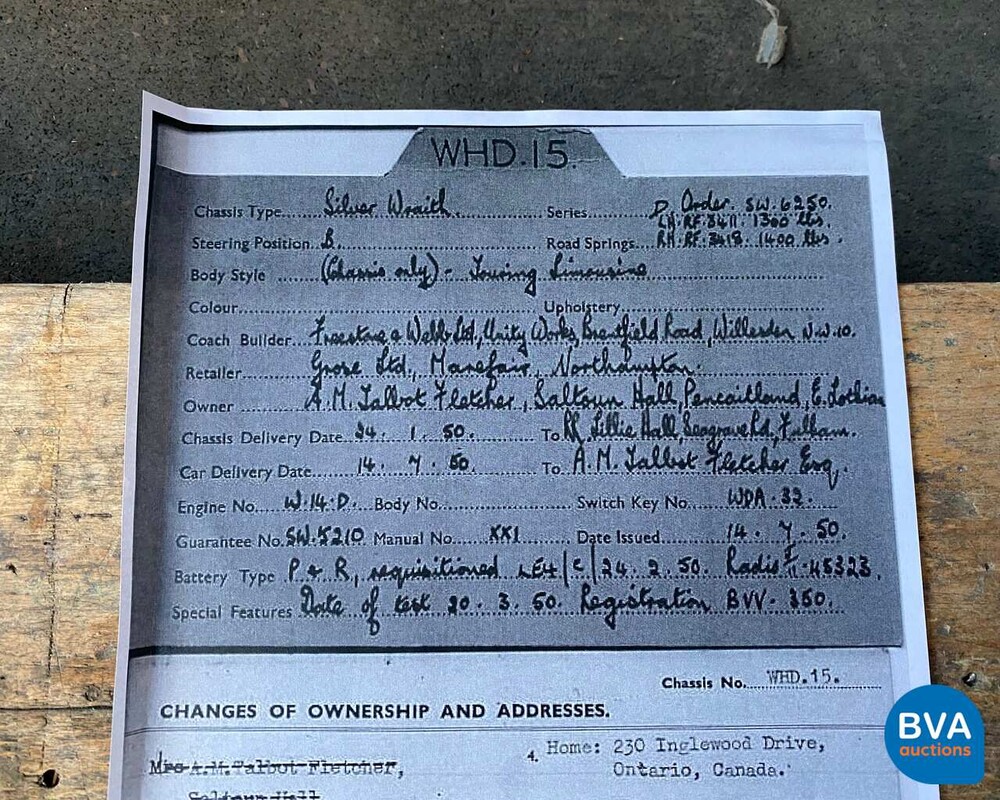 WHD.15.
Chassis Type......Silver Wraith......Series......D. Order. SW.6250.
LH.RF.3411. 1300 lbs
Steering Position. B.......Road Springs....RH.RF.3418. 1400 lbs.
Body Style ......(Chassis only) - Touring Limousine
Colour......Upholstery......
Coach Builder...Freestone & Webb Ltd, Unity Works, Brentfield Road, Willesden N.W.10.
Retailer......Grose Ltd., Marefair, Northampton.
Owner ......A.M. Talbot Fletcher, Saltoun Hall, Pencaitland, E. Lothian
Chassis Delivery Date..24. 1. 50.......To RR, Lillie Hall, Seagrave Rd, Fulham.
Car Delivery Date......14. 7. 50.......To A.M. Talbot Fletcher Esq.
Engine No....W.14.D....Body No......Switch Key No....WDA.32.
Guarantee No. SW.5210 Manual No....XXI....Date Issued......14. 7. 50.
Battery Type P & R, requisitioned LE4/C/24. 2. 50. Radio 45323.
Special Features Date of test 20. 3. 50. Registration BVV. 350.
Chassis No....WHD.15.
CHANGES OF OWNERSHIP AND ADDRESSES.
Mrs A.M.Talbot Fletcher,
4. Home: 230 Inglewood Drive,
Ontario, Canada.
Saltoun Hall
BVA
auctions